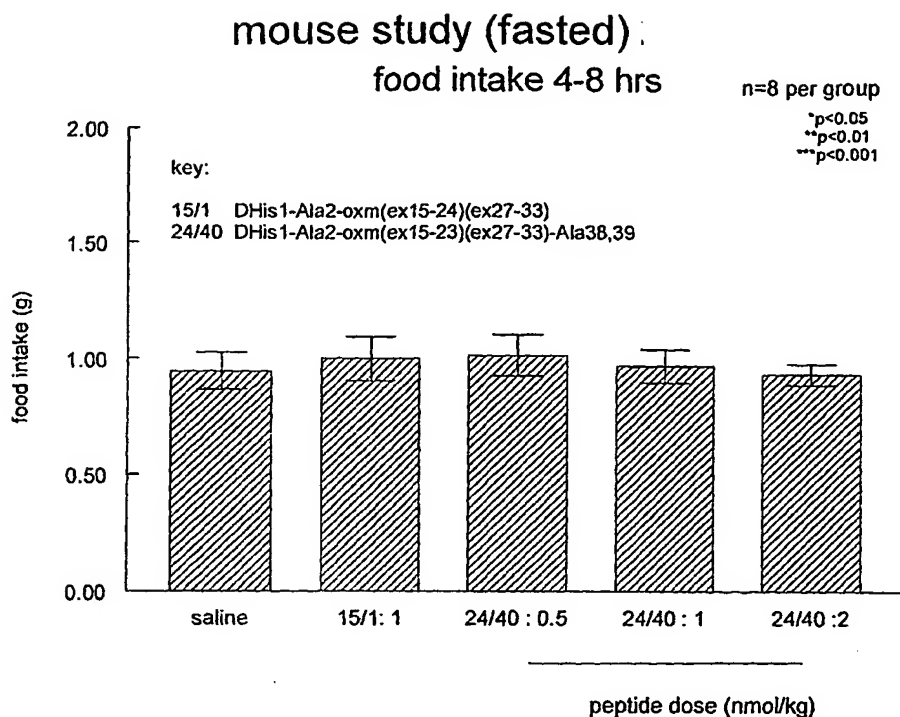 mouse study (fasted)
food intake 4-8 hrs
n=8 per group
*p<0.05
**p<0.01
***p<0.001
key:
15/1 DHis1-Ala2-oxm(ex15-24)(ex27-33)
24/40 DHis1-Ala2-oxm(ex15-23)(ex27-33)-Ala38,39
food intake (g)
2.00
1.50
1.00
0.50
0.00
saline 15/1: 1 24/40 : 0.5 24/40 : 1 24/40 :2
peptide dose (nmol/kg)